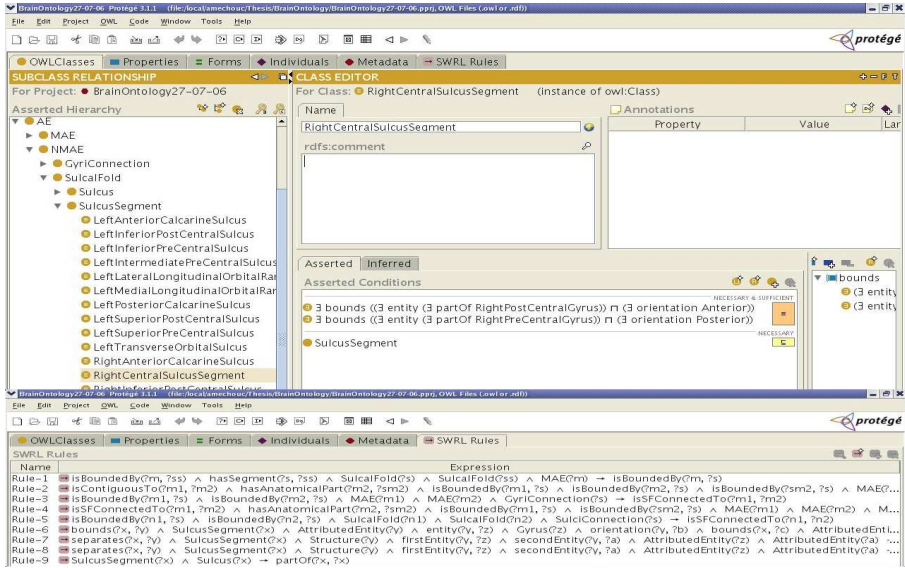 BrainOntology27-07-06 Protégé 3.1.1 (file:/local/amechouc/Thesis/BrainOntology/BrainOntology27-07-06.pprj, OWL Files (.owl or .rdf))
File Edit Project OWL Code Window Tools Help
protégé
OWLClasses Properties Forms Individuals Metadata SWRL Rules
SUBCLASS RELATIONSHIP CLASS EDITOR
For Project: BrainOntology27-07-06 For Class: RightCentralSulcusSegment (instance of owl:Class)
Asserted Hierarchy Name Annotations
AE
Property Value Lar
MAE
RightCentralSulcusSegment
NMAE
rdfs:comment
GyriConnection
SulcalFold
Sulcus
SulcusSegment
LeftAnteriorCalcarineSulcus
LeftInferiorPostCentralSulcus
LeftInferiorPreCentralSulcus
LeftIntermediatePreCentralSulcus
LeftLateralLongitudinalOrbitalRar
LeftMedialLongitudinalOrbitalRar
LeftPosteriorCalcarineSulcus
LeftSuperiorPostCentralSulcus
LeftSuperiorPreCentralSulcus
LeftTransverseOrbitalSulcus
RightAnteriorCalcarineSulcus
RightCentralSulcusSegment
RightInferiorPostCentralSulcus
Asserted Inferred
Asserted Conditions
bounds
NECESSARY & SUFFICIENT
∃ bounds ((∃ entity (∃ partOf RightPostCentralGyrus)) ⊓ (∃ orientation Anterior))
∃ bounds ((∃ entity (∃ partOf RightPreCentralGyrus)) ⊓ (∃ orientation Posterior))
(∃ entity
(∃ entity
NECESSARY
SulcusSegment
BrainOntology27-07-06 Protégé 3.1.1 (file:/local/amechouc/Thesis/BrainOntology/BrainOntology27-07-06.pprj, OWL Files (.owl or .rdf))
File Edit Project OWL Code Window Tools Help
protégé
OWLClasses Properties Forms Individuals Metadata SWRL Rules
SWRL Rules
Name Expression
Rule-1 isBoundedBy(?m, ?ss) ∧ hasSegment(?s, ?ss) ∧ SulcalFold(?s) ∧ SulcalFold(?ss) ∧ MAE(?m) → isBoundedBy(?m, ?s)
Rule-2 isContiguousTo(?m1, ?m2) ∧ hasAnatomicalPart(?m2, ?sm2) ∧ isBoundedBy(?m1, ?s) ∧ isBoundedBy(?m2, ?s) ∧ isBoundedBy(?sm2, ?s) ∧ MAE(?...
Rule-3 isBoundedBy(?m1, ?s) ∧ isBoundedBy(?m2, ?s) ∧ MAE(?m1) ∧ MAE(?m2) ∧ GyriConnection(?s) → isSFConnectedTo(?m1, ?m2)
Rule-4 isSFConnectedTo(?m1, ?m2) ∧ hasAnatomicalPart(?m2, ?sm2) ∧ isBoundedBy(?m1, ?s) ∧ isBoundedBy(?sm2, ?s) ∧ MAE(?m1) ∧ MAE(?m2) ∧ M...
Rule-5 isBoundedBy(?n1, ?s) ∧ isBoundedBy(?n2, ?s) ∧ SulcalFold(?n1) ∧ SulcalFold(?n2) ∧ SulciConnection(?s) → isSFConnectedTo(?n1, ?n2)
Rule-6 bounds(?x, ?y) ∧ SulcusSegment(?x) ∧ AttributedEntity(?y) ∧ entity(?y, ?z) ∧ Gyrus(?z) ∧ orientation(?y, ?b) ∧ bounds(?x, ?c) ∧ AttributedEnti...
Rule-7 separates(?x, ?y) ∧ SulcusSegment(?x) ∧ Structure(?y) ∧ firstEntity(?y, ?z) ∧ secondEntity(?y, ?a) ∧ AttributedEntity(?z) ∧ AttributedEntity(?a) ...
Rule-8 separates(?x, ?y) ∧ SulcusSegment(?x) ∧ Structure(?y) ∧ firstEntity(?y, ?z) ∧ secondEntity(?y, ?a) ∧ AttributedEntity(?z) ∧ AttributedEntity(?a) ...
Rule-9 SulcusSegment(?x) ∧ Sulcus(?x) → partOf(?x, ?x)